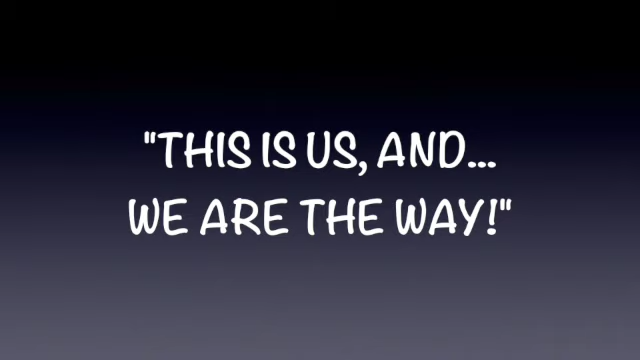 "THIS IS US, AND...
WE ARE THE WAY!"